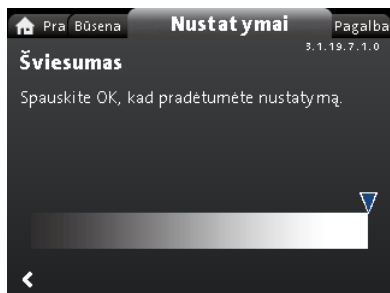 Pra Būsena Nustatymai Pagalba
3.1.19.7.1.0
Šviesumas
Spauskite OK, kad pradėtumėte nustatymą.